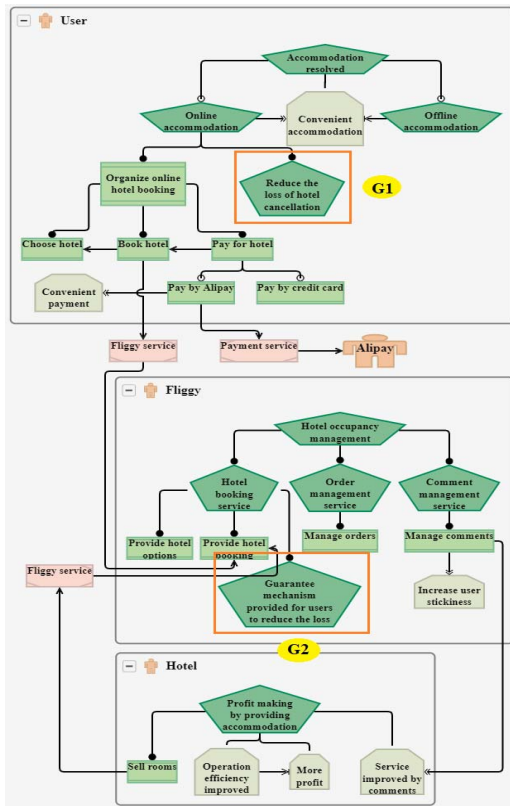 User
Accommodation
resolved
Online
accommodation
Convenient
accommodation
Offline
accommodation
Organize online
hotel booking
Reduce the
loss of hotel
cancellation
G1
Choose hotel
Book hotel
Pay for hotel
Convenient
payment
Pay by Alipay
Pay by credit card
Fliggy service
Payment service
Alipay
Fliggy
Hotel occupancy
management
Hotel
booking
service
Order
management
service
Comment
management
service
Provide hotel
options
Provide hotel
booking
Manage orders
Manage comments
Fliggy service
Guarantee
mechanism
provided for users
to reduce the loss
Increase user
stickiness
G2
Hotel
Profit making
by providing
accommodation
Sell rooms
Operation
efficiency
improved
More
profit
Service
improved by
comments